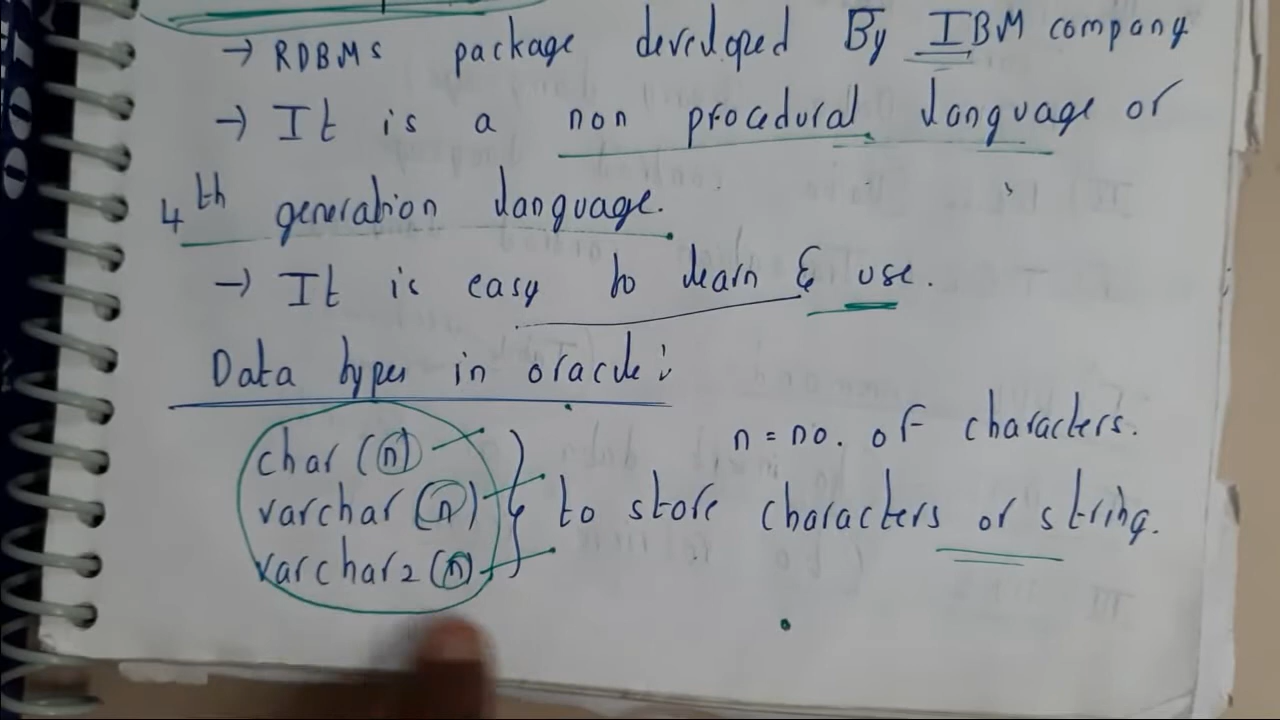 → RDBMS package developed By IBM company
→ It is a non procedural language or
4th generation language.
→ It is easy to learn & use.
Data types in oracle:
n = no. of characters.
char (n)
varchar (n) } to store characters or string.
varchar2 (n)